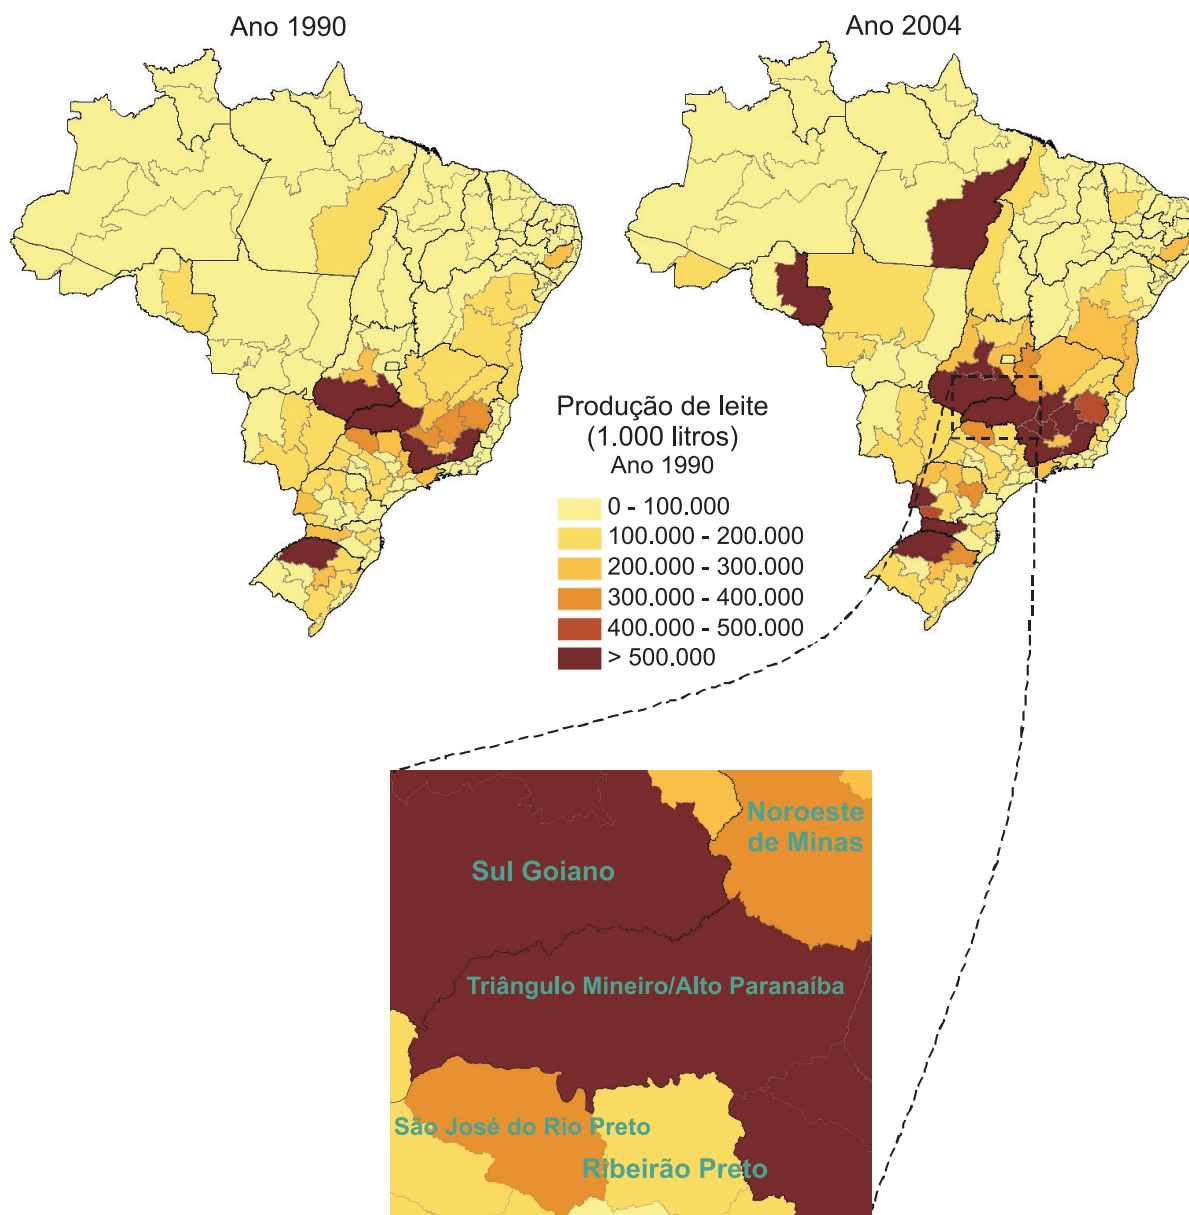 Ano 1990
Ano 2004
Produção de leite
(1.000 litros)
Ano 1990
0 - 100.000
100.000 - 200.000
200.000 - 300.000
300.000 - 400.000
400.000 - 500.000
> 500.000
Noroeste
de Minas
Sul Goiano
Triângulo Mineiro/Alto Paranaíba
São José do Rio Preto
Ribeirão Preto